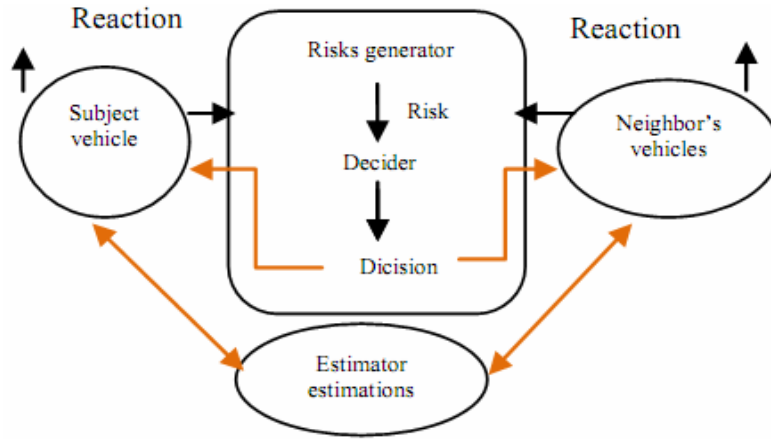 Reaction
Reaction
Risks generator
Subject
vehicle
Risk
Neighbor's
vehicles
Decider
Dicision
Estimator
estimations